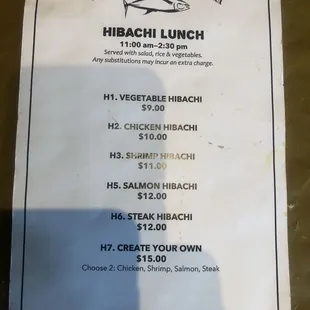 HIBACHI LUNCH
11:00 am–2:30 pm
Served with salad, rice & vegetables.
Any substitutions may incur an extra charge.
H1. VEGETABLE HIBACHI
$9.00
H2. CHICKEN HIBACHI
$10.00
H3. SHRIMP HIBACHI
$11.00
H5. SALMON HIBACHI
$12.00
H6. STEAK HIBACHI
$12.00
H7. CREATE YOUR OWN
$15.00
Choose 2: Chicken, Shrimp, Salmon, Steak